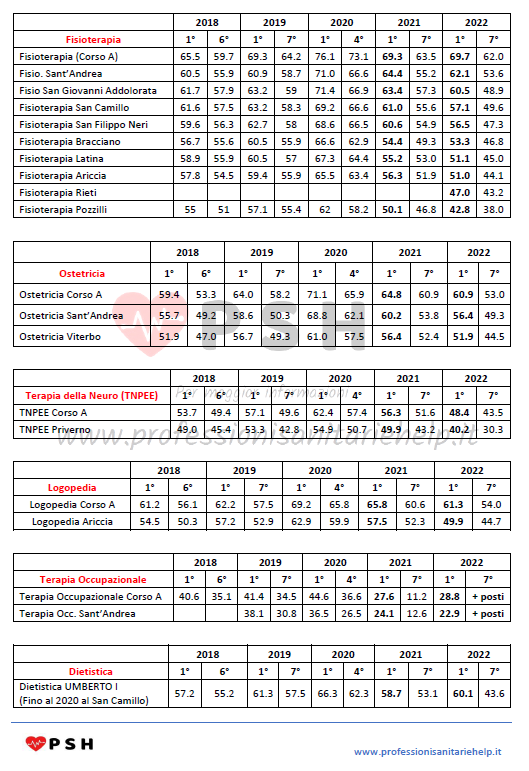 2018 2019 2020 2021 2022
Fisioterapia 1° 6° 1° 7° 1° 4° 1° 7° 1° 7°
Fisioterapia (Corso A) 65.5 59.7 69.3 64.2 76.1 73.1 69.3 63.5 69.7 62.0
Fisio. Sant'Andrea 60.5 55.9 60.9 58.7 71.0 66.6 64.4 55.2 62.1 53.6
Fisio San Giovanni Addolorata 61.7 57.9 63.2 59 71.4 66.9 63.4 57.3 60.5 48.9
Fisioterapia San Camillo 61.6 57.5 63.2 58.3 69.2 66.6 61.0 55.6 57.1 49.6
Fisioterapia San Filippo Neri 59.6 56.3 62.7 58 68.6 66.5 60.6 54.9 56.5 47.3
Fisioterapia Bracciano 56.7 55.6 60.5 55.9 66.6 62.9 54.4 49.3 53.3 46.8
Fisioterapia Latina 58.9 55.9 60.5 57 67.3 64.4 55.2 53.0 51.1 45.0
Fisioterapia Ariccia 57.8 54.5 59.4 55.9 65.5 63.4 56.3 51.9 51.0 44.1
Fisioterapia Rieti 47.0 43.2
Fisioterapia Pozzilli 55 51 57.1 55.4 62 58.2 50.1 46.8 42.8 38.0
2018 2019 2020 2021 2022
Ostetricia 1° 6° 1° 7° 1° 4° 1° 7° 1° 7°
Ostetricia Corso A 59.4 53.3 64.0 58.2 71.1 65.9 64.8 60.9 60.9 53.0
Ostetricia Sant'Andrea 55.7 49.2 58.6 50.3 68.8 62.1 60.2 53.8 56.4 49.3
Ostetricia Viterbo 51.9 47.0 56.7 49.3 61.0 57.5 56.4 52.4 51.9 44.5
PSH
2018 2019 2020 2021 2022
Per maggiori informazioni
Terapia della Neuro (TNPEE) 1° 6° 1° 7° 1° 4° 1° 7° 1° 7°
TNPEE Corso A 53.7 49.4 57.1 49.6 62.4 57.4 56.3 51.6 48.4 43.5
TNPEE Priverno 49.0 45.4 53.3 42.8 54.9 50.7 49.9 43.2 40.2 30.3
www.professionisanitariehelp.it
2018 2019 2020 2021 2022
Logopedia 1° 6° 1° 7° 1° 4° 1° 7° 1° 7°
Logopedia Corso A 61.2 56.1 62.2 57.5 69.2 65.8 65.8 60.6 61.3 54.0
Logopedia Ariccia 54.5 50.3 57.2 52.9 62.9 59.9 57.5 52.3 49.9 44.7
2018 2019 2020 2021 2022
Terapia Occupazionale 1° 6° 1° 7° 1° 4° 1° 7° 1° 7°
Terapia Occupazionale Corso A 40.6 35.1 41.4 34.5 44.6 36.6 27.6 11.2 28.8 + posti
Terapia Occ. Sant'Andrea 38.1 30.8 36.5 26.5 24.1 12.6 22.9 + posti
2018 2019 2020 2021 2022
Dietistica 1° 6° 1° 7° 1° 4° 1° 7° 1° 7°
Dietistica UMBERTO I 57.2 55.2 61.3 57.5 66.3 62.3 58.7 53.1 60.1 43.6
(Fino al 2020 al San Camillo)
PSH
www.professionisanitariehelp.it